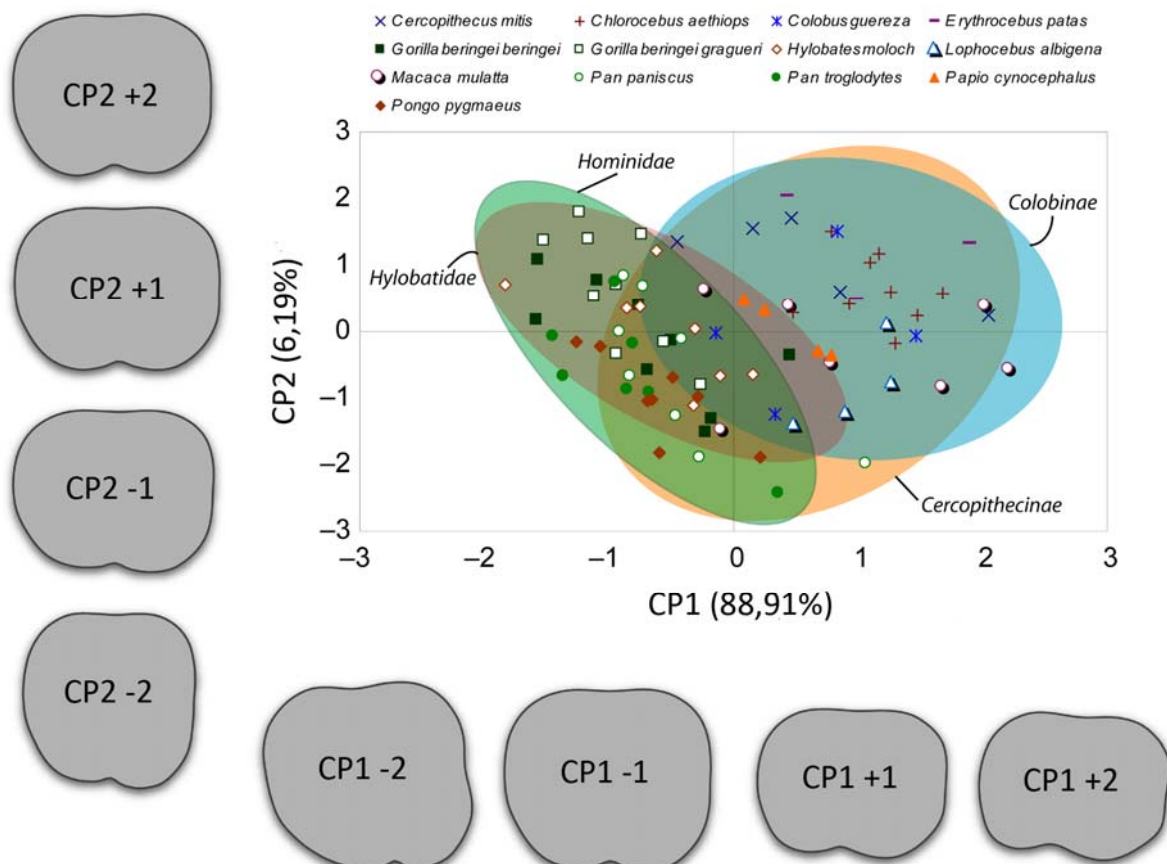 Cercopithecus mitis Chlorocebus aethiops Colobus guereza Erythrocebus patas
Gorilla beringei beringei Gorilla beringei gragueri Hylobates moloch Lophocebus albigena
Macaca mulatta Pan paniscus Pan troglodytes Papio cynocephalus
Pongo pygmaeus
CP2 +2
CP2 +1
CP2 -1
CP2 -2
CP2 (6,19%)
3
2
1
0
–1
–2
–3
Hominidae
Colobinae
Hylobatidae
Cercopithecinae
–3 –2 –1 0 1 2 3
CP1 (88,91%)
CP1 -2 CP1 -1 CP1 +1 CP1 +2